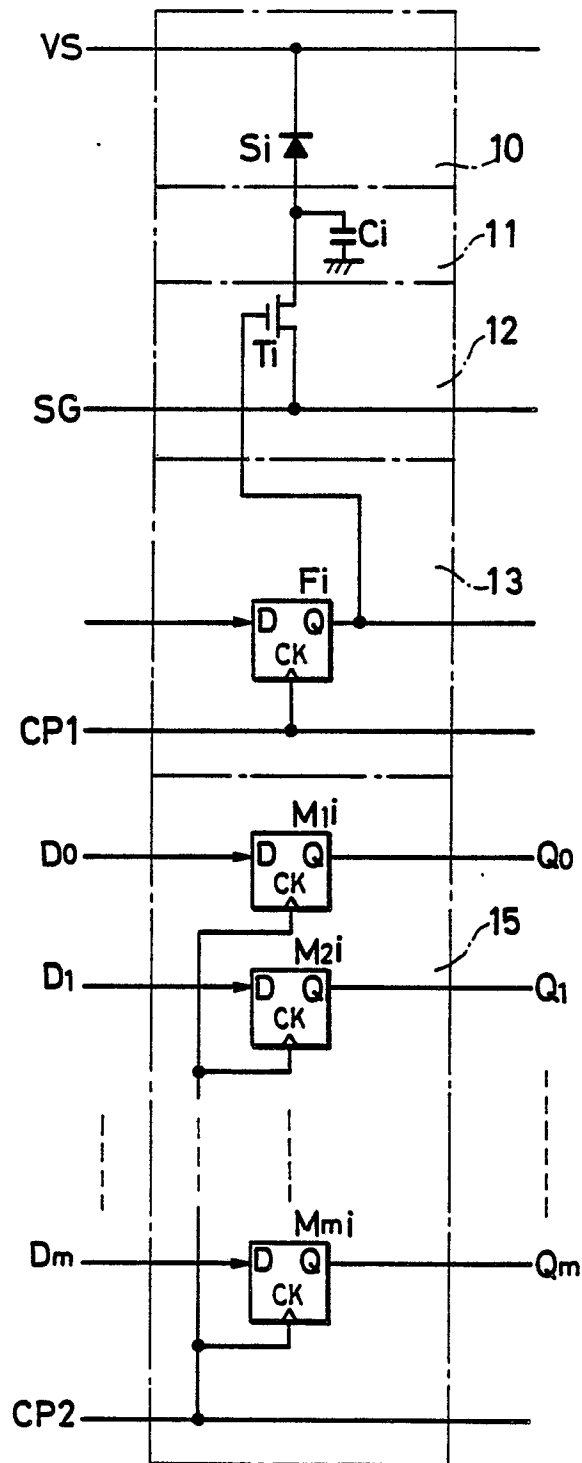 VS
Si
10
Ci
11
Ti
12
SG
Fi
13
D Q
CK
CP1
M1i
D0 D Q Q0
CK
M2i
15
D1 D Q Q1
CK
Mmi
Dm D Q Qm
CK
CP2